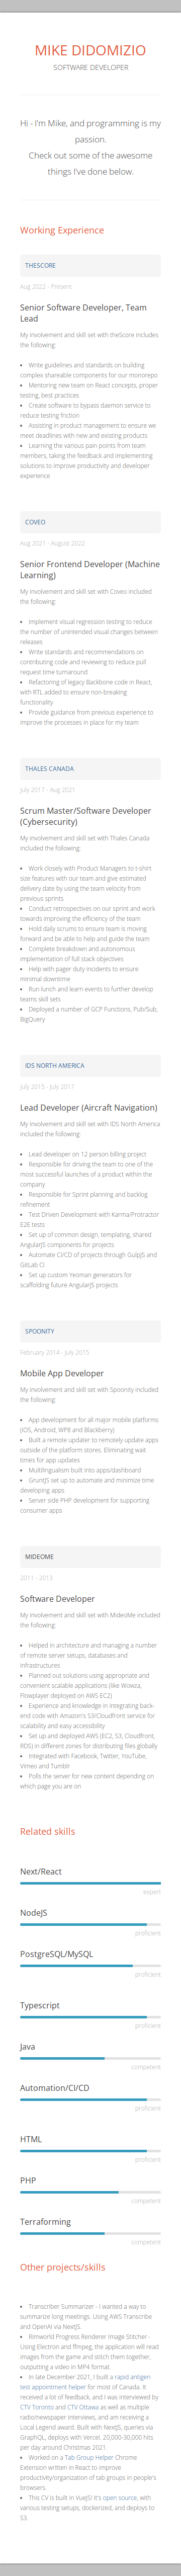 MIKE DIDOMIZIO
SOFTWARE DEVELOPER
Hi - I'm Mike, and programming is my
passion.
Check out some of the awesome
things I've done below.
Working Experience
THESCORE
Aug 2022 - Present
Senior Software Developer, Team
Lead
My involvement and skill set with theScore includes
the following:
• Write guidelines and standards on building
complex shareable components for our monorepo
• Mentoring new team on React concepts, proper
testing, best practices
• Create software to bypass daemon service to
reduce testing friction
• Assisting in product management to ensure we
meet deadlines with new and existing products
• Learning the various pain points from team
members, taking the feedback and implementing
solutions to improve productivity and developer
experience
COVEO
Aug 2021 - August 2022
Senior Frontend Developer (Machine
Learning)
My involvement and skill set with Coveo included
the following:
• Implement visual regression testing to reduce
the number of unintended visual changes between
releases
• Write standards and recommendations on
contributing code and reviewing to reduce pull
request time turnaround
• Refactoring of legacy Backbone code in React,
with RTL added to ensure non-breaking
functionality
• Provide guidance from previous experience to
improve the processes in place for my team
THALES CANADA
July 2017 - Aug 2021
Scrum Master/Software Developer
(Cybersecurity)
My involvement and skill set with Thales Canada
included the following:
• Work closely with Product Managers to t-shirt
size features with our team and give estimated
delivery date by using the team velocity from
previous sprints
• Conduct retrospectives on our sprint and work
towards improving the efficiency of the team
• Hold daily scrums to ensure team is moving
forward and be able to help and guide the team
• Complete breakdown and autonomous
implementation of full stack objectives
• Help with pager duty incidents to ensure
minimal downtime
• Run lunch and learn events to further develop
teams skill sets
• Deployed a number of GCP Functions, Pub/Sub,
BigQuery
IDS NORTH AMERICA
July 2015 - July 2017
Lead Developer (Aircraft Navigation)
My involvement and skill set with IDS North America
included the following:
• Lead developer on 12 person billing project
• Responsible for driving the team to one of the
most successful launches of a product within the
company
• Responsible for Sprint planning and backlog
refinement
• Test Driven Development with Karma/Protractor
E2E tests
• Set up of common design, templating, shared
AngularJS components for projects
• Automate CI/CD of projects through GulpJS and
GitLab CI
• Set up custom Yeoman generators for
scaffolding future AngularJS projects
SPOONITY
February 2014 - July 2015
Mobile App Developer
My involvement and skill set with Spoonity included
the following:
• App development for all major mobile platforms
(iOS, Android, WP8 and Blackberry)
• Built a remote updater to remotely update apps
outside of the platform stores. Eliminating wait
times for app updates
• Multilingualism built into apps/dashboard
• GruntJS set up to automate and minimize time
developing apps
• Server side PHP development for supporting
consumer apps
MIDEOME
2011 - 2013
Software Developer
My involvement and skill set with MideoMe included
the following:
• Helped in architecture and managing a number
of remote server setups, databases and
infrastructures
• Planned out solutions using appropriate and
convenient scalable applications (like Wowza,
Flowplayer deployed on AWS EC2)
• Experience and knowledge in integrating back-
end code with Amazon's S3/Cloudfront service for
scalability and easy accessibility
• Set up and deployed AWS (EC2, S3, Cloudfront,
RDS) in different zones for distributing files globally
• Integrated with Facebook, Twitter, YouTube,
Vimeo and Tumblr
• Polls the server for new content depending on
which page you are on
Related skills
Next/React
expert
NodeJS
proficient
PostgreSQL/MySQL
proficient
Typescript
proficient
Java
competent
Automation/CI/CD
proficient
HTML
proficient
PHP
competent
Terraforming
competent
Other projects/skills
• Transcriber Summarizer - I wanted a way to
summarize long meetings. Using AWS Transcribe
and OpenAI via NextJS.
• Rimworld Progress Renderer Image Stitcher -
Using Electron and ffmpeg, the application will read
images from the game and stitch them together,
outputting a video in MP4 format.
• In late December 2021, I built a rapid antigen
test appointment helper for most of Canada. It
received a lot of feedback, and I was interviewed by
CTV Toronto and CTV Ottawa as well as multiple
radio/newspaper interviews, and am receiving a
Local Legend award. Built with NextJS, queries via
GraphQL, deploys with Vercel. 20,000-30,000 hits
per day around Christmas 2021.
• Worked on a Tab Group Helper Chrome
Extension written in React to improve
productivity/organization of tab groups in people's
browsers.
• This CV is built in VueJS! It's open source, with
various testing setups, dockerized, and deploys to
S3.